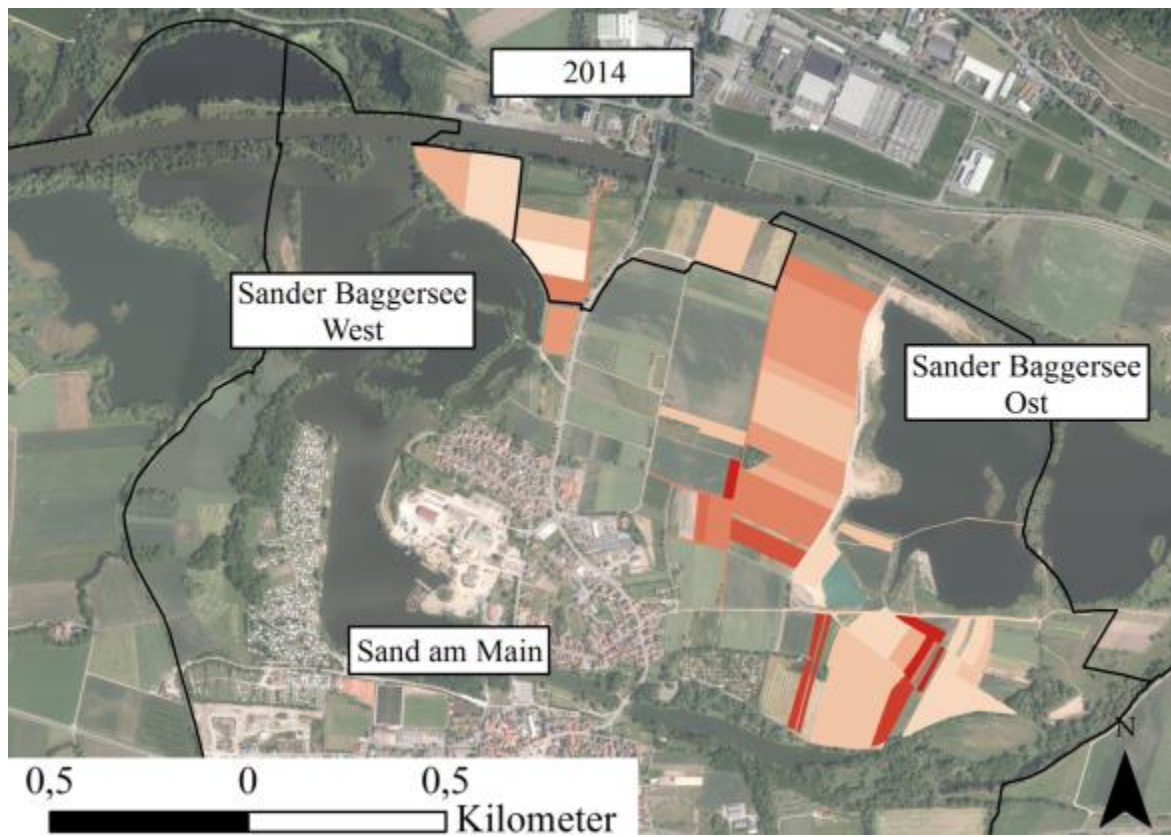 2014
Sander Baggersee
West
Sander Baggersee
Ost
Sand am Main
N
0,5 0 0,5
Kilometer